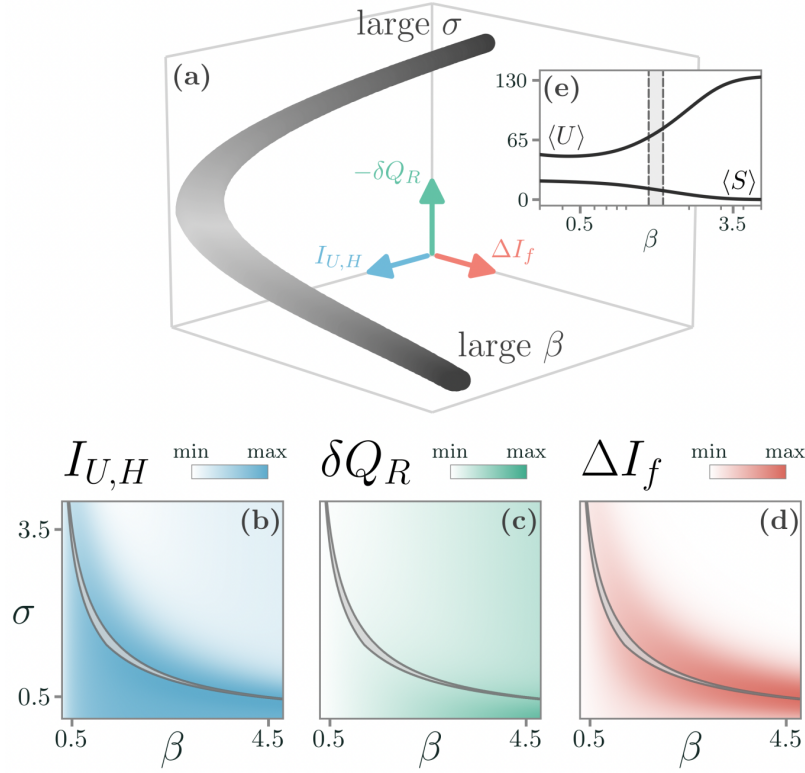 large σ
(a)
(e)
130
65
0
⟨U⟩
⟨S⟩
0.5
3.5
β
−δQ_R
I_{U,H}
ΔI_f
large β
I_{U,H}
min
max
δQ_R
min
max
ΔI_f
min
max
(b)
(c)
(d)
3.5
σ
0.5
0.5
β
4.5
0.5
β
4.5
0.5
β
4.5